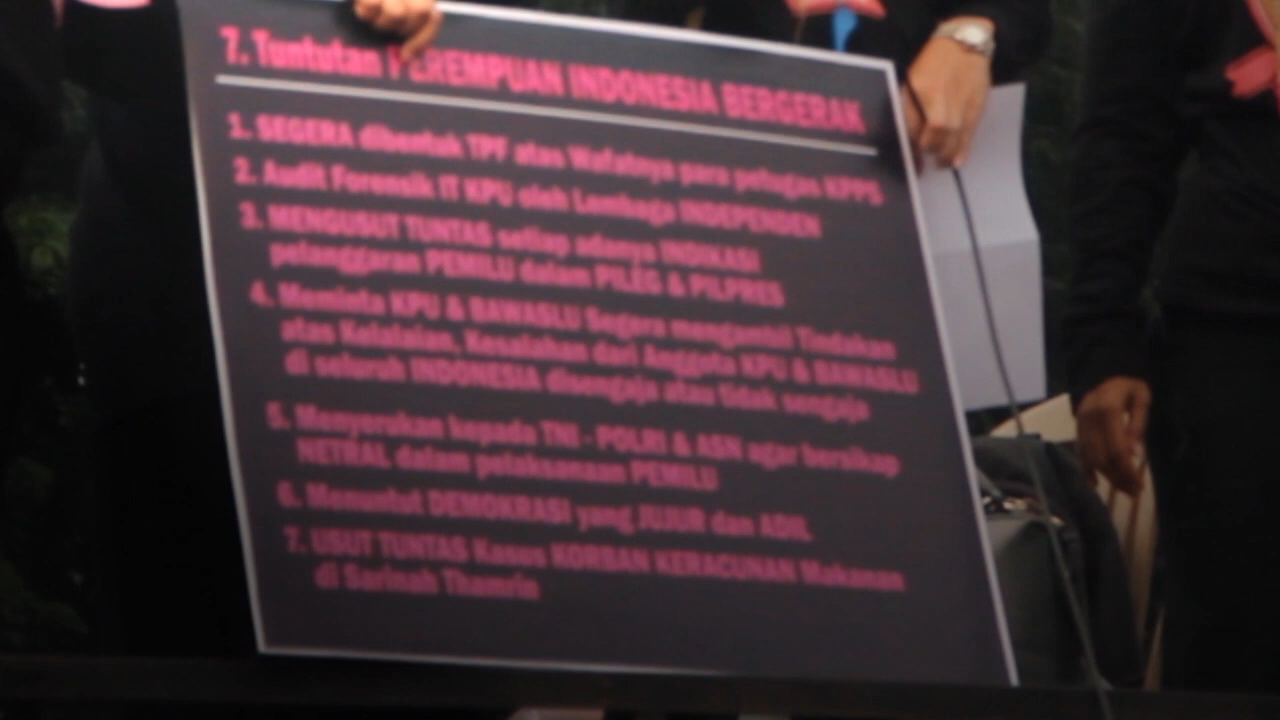 7. Tuntutan PEREMPUAN INDONESIA BERGERAK
1. SEGERA dibentuk TPF atas Wafatnya para petugas KPPS
2. Audit Forensik IT KPU oleh Lembaga INDEPENDEN
3. MENGUSUT TUNTAS setiap adanya INDIKASI
pelanggaran PEMILU dalam PILEG & PILPRES
4. Meminta KPU & BAWASLU Segera mengambil Tindakan
atas Kelalaian, Kesalahan dari Anggota KPU & BAWASLU
di seluruh INDONESIA disengaja atau tidak sengaja
5. Menyerukan kepada TNI - POLRI & ASN agar bersikap
NETRAL dalam pelaksanaan PEMILU
6. Menuntut DEMOKRASI yang JUJUR dan ADIL
7. USUT TUNTAS Kasus KORBAN KERACUNAN Makanan
di Sarinah Thamrin